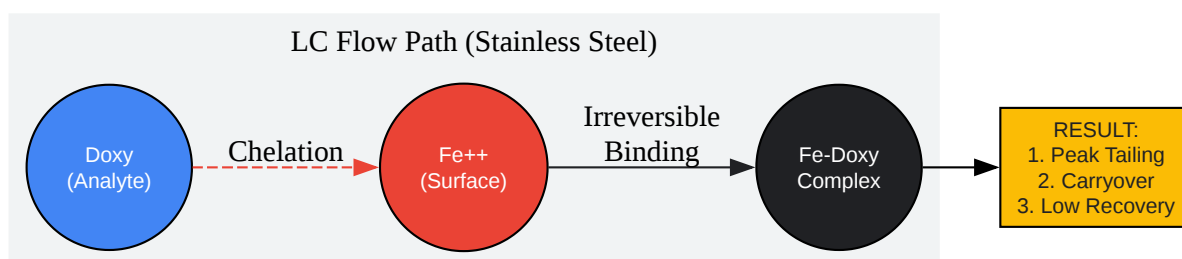 LC Flow Path (Stainless Steel)
Doxy
(Analyte)
Chelation
Fe++
(Surface)
Irreversible
Binding
Fe-Doxy
Complex
RESULT:
1. Peak Tailing
2. Carryover
3. Low Recovery